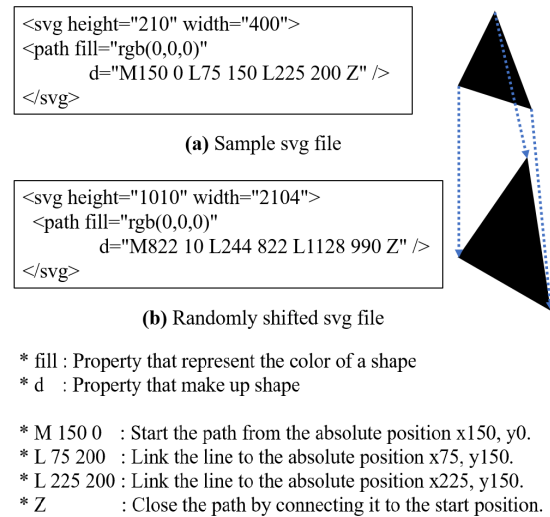 <svg height="210" width="400">
<path fill="rgb(0,0,0)"
d="M150 0 L75 150 L225 200 Z" />
</svg>
(a) Sample svg file
<svg height="1010" width="2104">
<path fill="rgb(0,0,0)"
d="M822 10 L244 822 L1128 990 Z" />
</svg>
(b) Randomly shifted svg file
* fill : Property that represent the color of a shape
* d : Property that make up shape
* M 150 0 : Start the path from the absolute position x150, y0.
* L 75 200 : Link the line to the absolute position x75, y150.
* L 225 200 : Link the line to the absolute position x225, y150.
* Z : Close the path by connecting it to the start position.